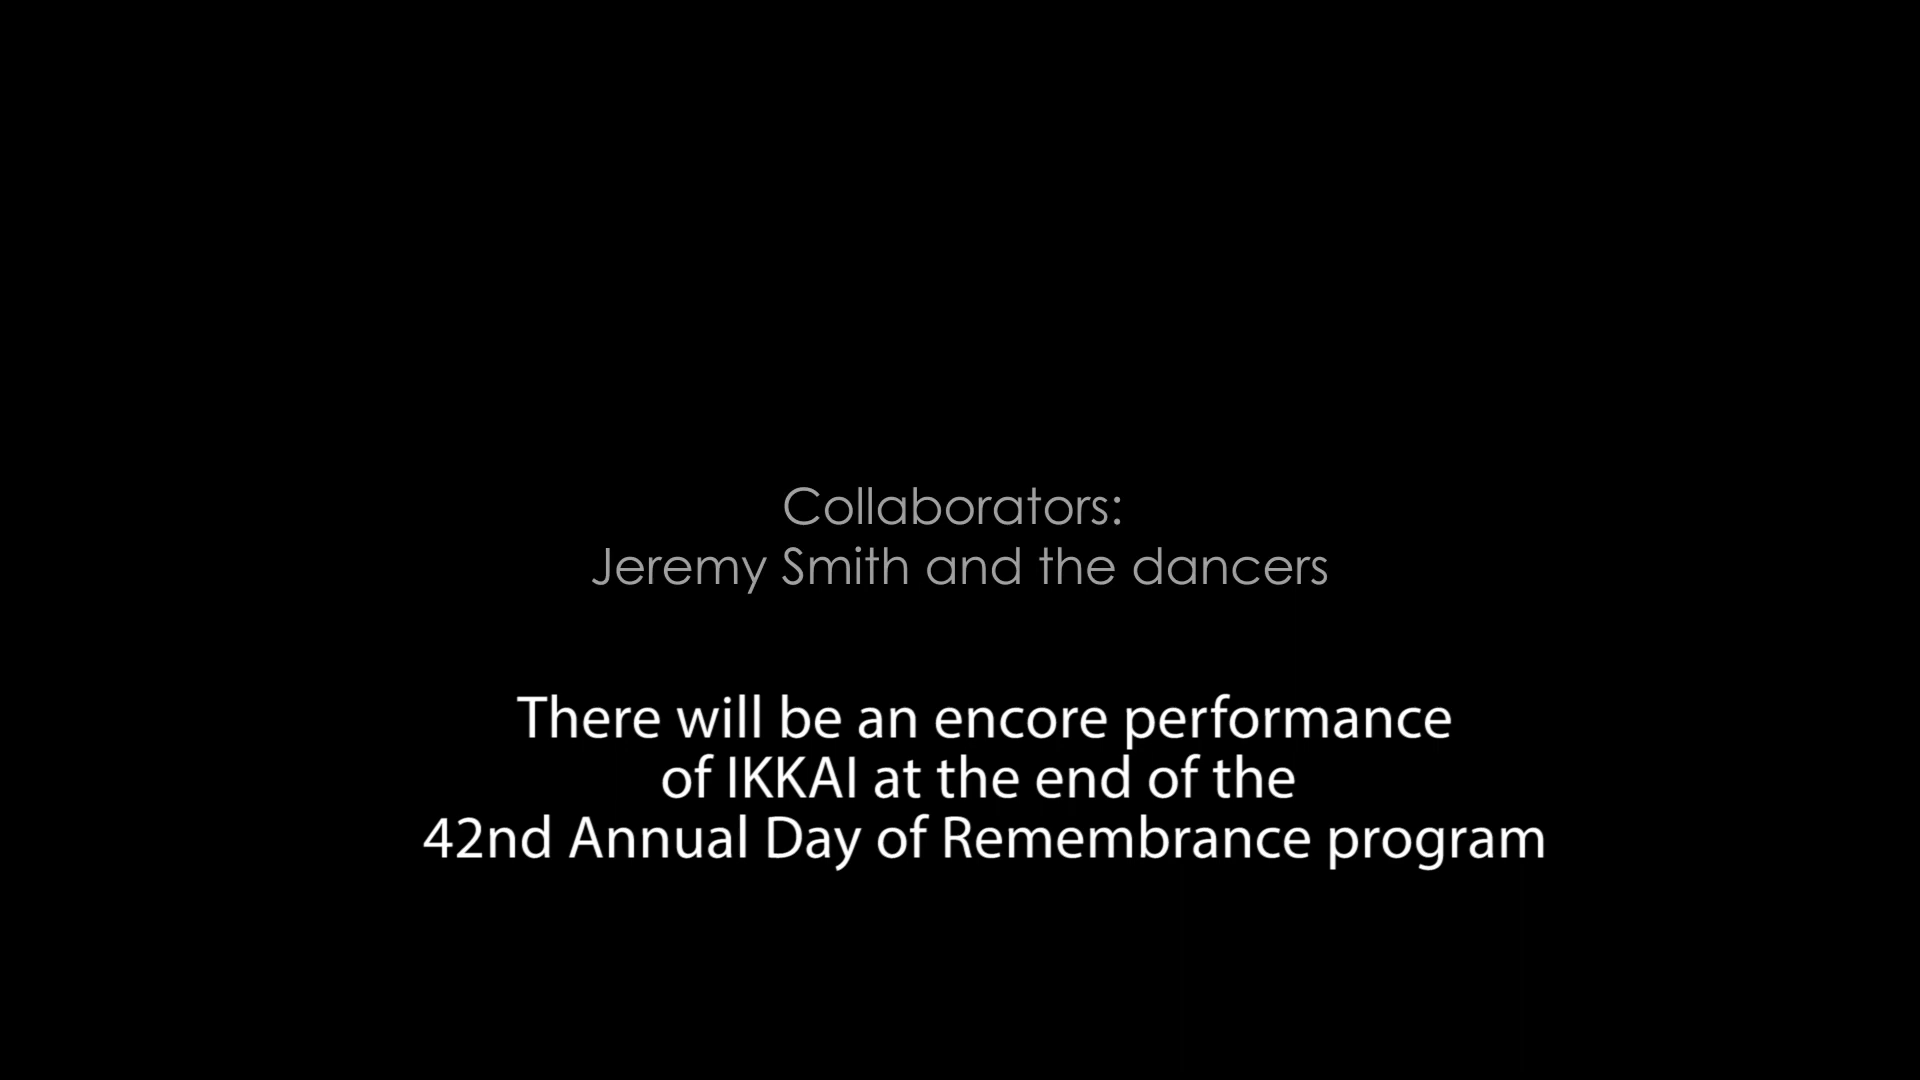 Collaborators:
Jeremy Smith and the dancers
There will be an encore performance
of IKKAI at the end of the
42nd Annual Day of Remembrance program